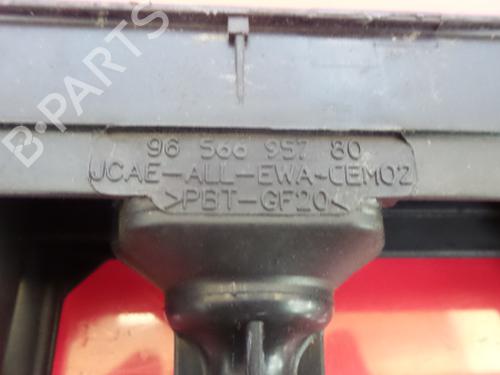 B-PARTS
96 566 957 80
JCAE-ALL-EWA-CEM02
>PBT-GF20<